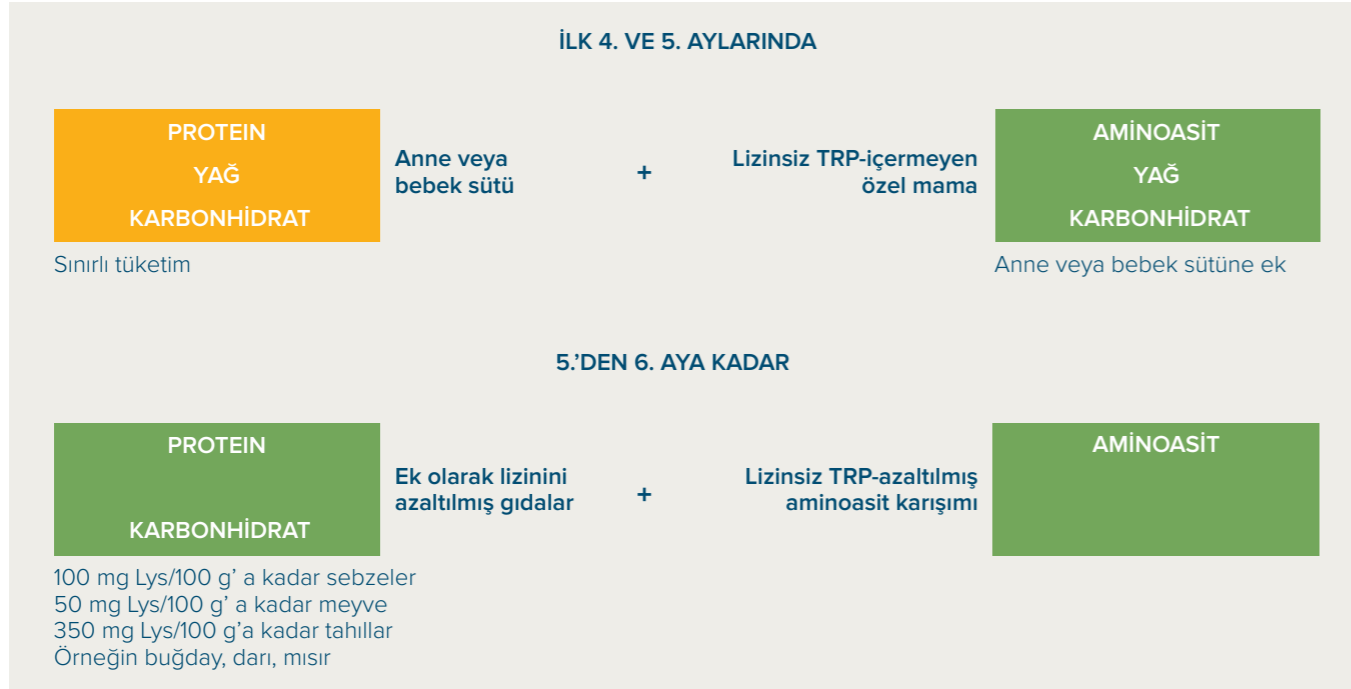 İLK 4. VE 5. AYLARINDA
PROTEIN
YAĞ
KARBONHİDRAT
Anne veya
bebek sütü
+
Lizinsiz TRP-içermeyen
özel mama
AMİNOASİT
YAĞ
KARBONHİDRAT
Sınırlı tüketim
Anne veya bebek sütüne ek
5.’DEN 6. AYA KADAR
PROTEIN
KARBONHİDRAT
Ek olarak lizinini
azaltılmış gıdalar
+
Lizinsiz TRP-azaltılmış
aminoasit karışımı
AMİNOASİT
100 mg Lys/100 g’ a kadar sebzeler
50 mg Lys/100 g’ a kadar meyve
350 mg Lys/100 g’a kadar tahıllar
Örneğin buğday, darı, mısır